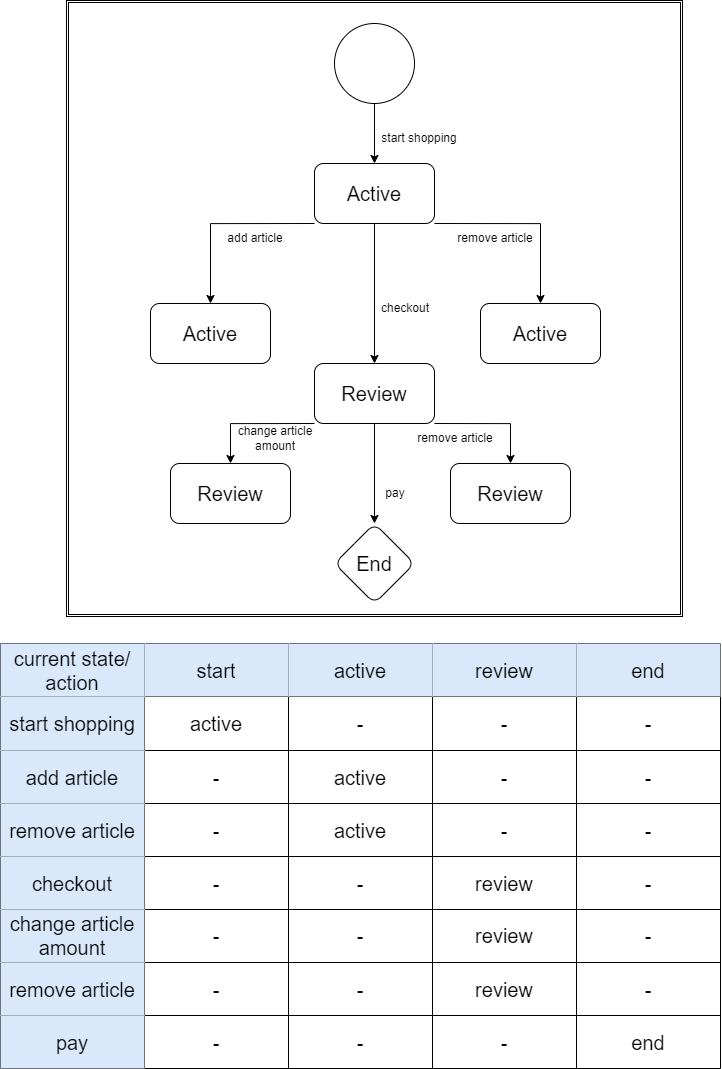 start shopping
Active
add article
remove article
checkout
Active
Active
Review
change article
amount
remove article
pay
Review
Review
End
current state/
action
start
active
review
end
start shopping
active
-
-
-
add article
-
active
-
-
remove article
-
active
-
-
checkout
-
-
review
-
change article
amount
-
-
review
-
remove article
-
-
review
-
pay
-
-
-
end